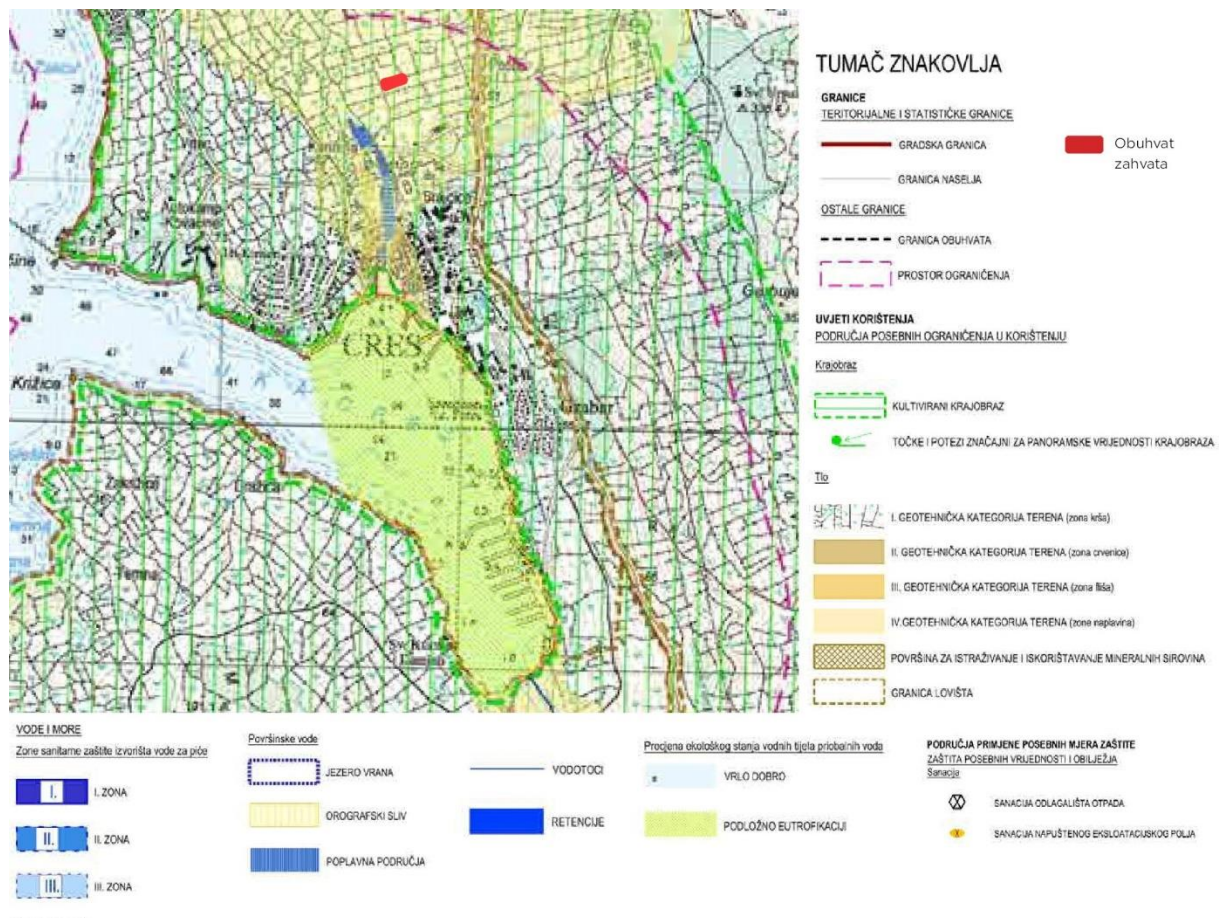 CRES
Križice
Grabar
Zakabnj
TUMAČ ZNAKOVLJA
GRANICE
TERITORIJALNE I STATISTIČKE GRANICE
GRADSKA GRANICA
GRANICA NASELJA
Obuhvat
zahvata
OSTALE GRANICE
GRANICA OBUHVATA
PROSTOR OGRANIČENJA
UVJETI KORIŠTENJA
PODRUČJA POSEBNIH OGRANIČENJA U KORIŠTENJU
Krajobraz
KULTIVIRANI KRAJOBRAZ
TOČKE I POTEZI ZNAČAJNI ZA PANORAMSKE VRIJEDNOSTI KRAJOBRAZA
Tlo
I. GEOTEHNIČKA KATEGORIJA TERENA (zona krša)
II. GEOTEHNIČKA KATEGORIJA TERENA (zona crvenice)
III. GEOTEHNIČKA KATEGORIJA TERENA (zona fliša)
IV.GEOTEHNIČKA KATEGORIJA TERENA (zone naplavina)
POVRŠINA ZA ISTRAŽIVANJE I ISKORIŠTAVANJE MINERALNIH SIROVINA
GRANICA LOVIŠTA
VODE I MORE
Zone sanitarne zaštite izvorišta vode za piće
I. I. ZONA
II. II. ZONA
III. III. ZONA
Površinske vode
JEZERO VRANA
OROGRAFSKI SLIV
POPLAVNA PODRUČJA
VODOTOCI
RETENCIJE
Procjena ekološkog stanja vodnih tijela priobalnih voda
VRLO DOBRO
PODLOŽNO EUTROFIKACIJI
PODRUČJA PRIMJENE POSEBNIH MJERA ZAŠTITE
ZAŠTITA POSEBNIH VRIJEDNOSTI I OBILJEŽJA
Sanacija
SANACIJA ODLAGALIŠTA OTPADA
SANACIJA NAPUŠTENOG EKSLOATACIJSKOG POLJA